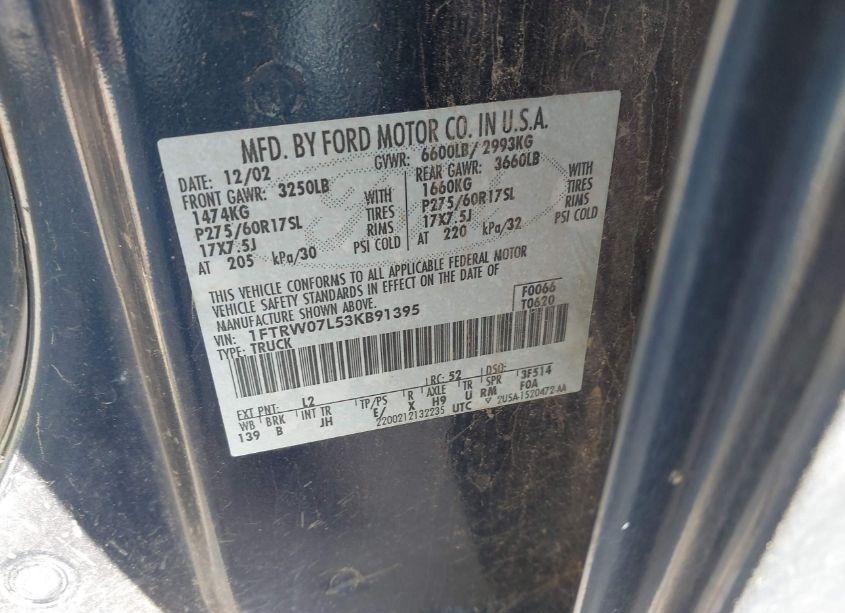 MFD. BY FORD MOTOR CO. IN U.S.A.
DATE: 12/02 GVWR: 6600LB/ 2993KG
FRONT GAWR: 3250LB REAR GAWR: 3660LB
1474KG WITH 1660KG WITH
P275/60R17SL TIRES P275/60R17SL TIRES
17X7.5J RIMS 17X7.5J RIMS
AT 205 kPa/30 PSI COLD AT 220 kPa/32 PSI COLD
THIS VEHICLE CONFORMS TO ALL APPLICABLE FEDERAL MOTOR
VEHICLE SAFETY STANDARDS IN EFFECT ON THE DATE OF
MANUFACTURE SHOWN ABOVE.
VIN: 1FTRW07L53KB91395 F0066
TYPE: TRUCK T0620
EXT PNT: L2 RC: 52 DSO: 3F514
WB BRK INT TR TP/PS R AXLE TR SPR F0A
139 B JH E/ X H9 U RM
2200212132235 UTC ▽ 2U5A-1520472-AA